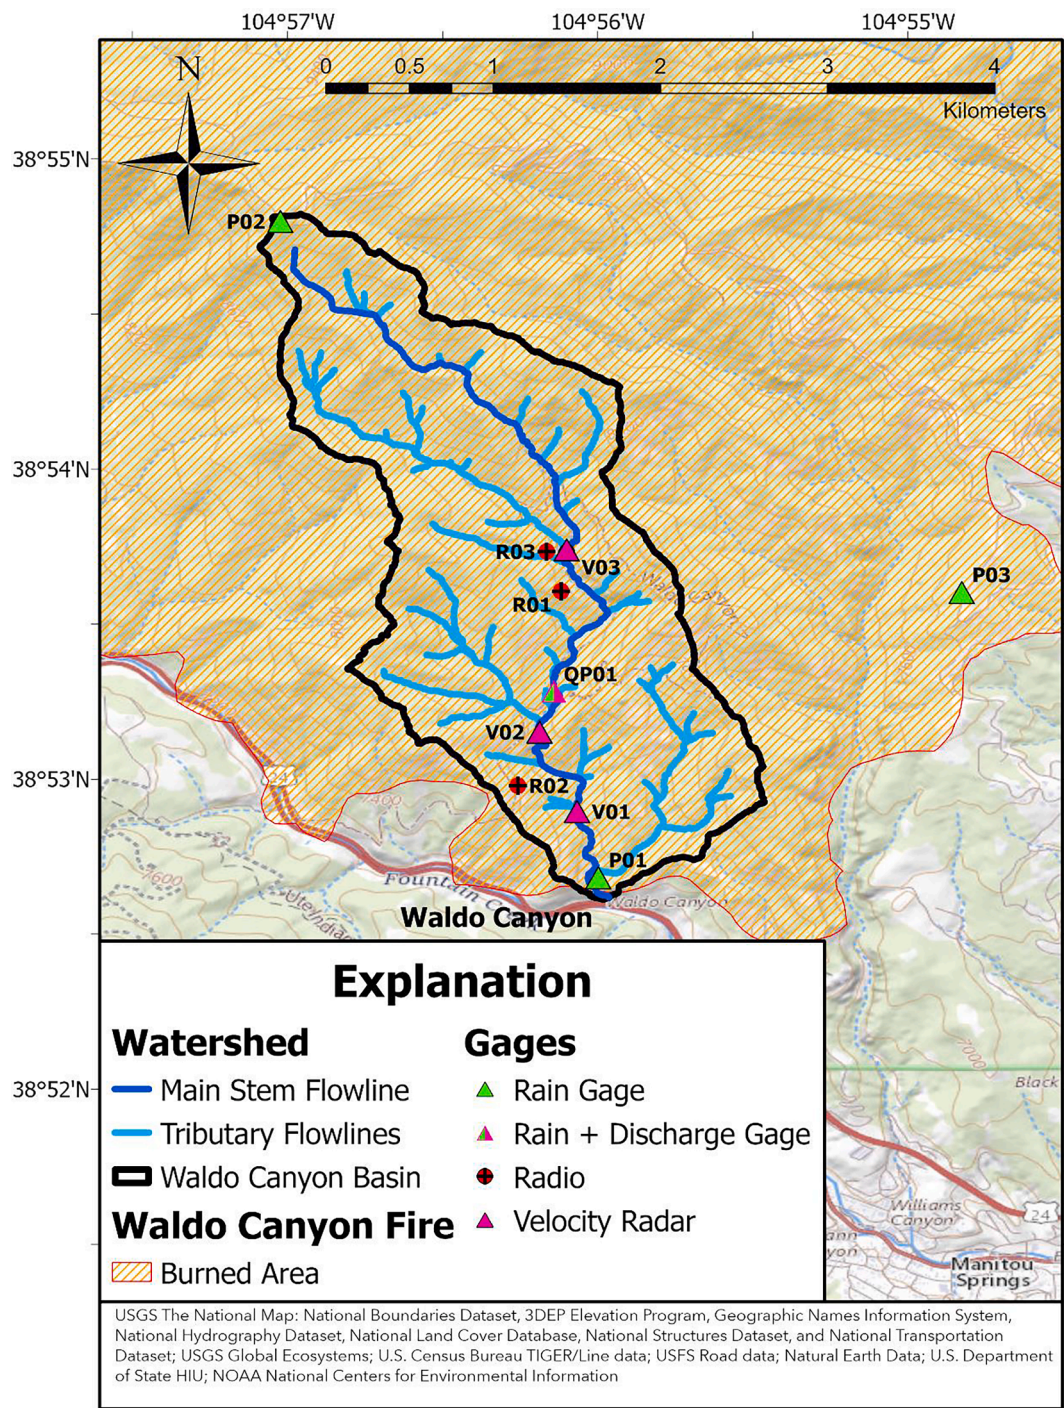 104°57'W 104°56'W 104°55'W
N
0 0.5 1 2 3 4
Kilometers
9000
38°55'N
P02
38°54'N
R03
V03
P03
R01
QP01
V02
38°53'N
24
R02
7400
V01
P01
7600
Fountain
Waldo Canyon
Waldo Canyon
Explanation
Watershed
Main Stem Flowline
Tributary Flowlines
Waldo Canyon Basin
Waldo Canyon Fire
Burned Area
Gages
Rain Gage
Rain + Discharge Gage
Radio
Velocity Radar
38°52'N
7000
Black
Williams
Canyon
24
Manitou
Springs
USGS The National Map: National Boundaries Dataset, 3DEP Elevation Program, Geographic Names Information System,
National Hydrography Dataset, National Land Cover Database, National Structures Dataset, and National Transportation
Dataset; USGS Global Ecosystems; U.S. Census Bureau TIGER/Line data; USFS Road data; Natural Earth Data; U.S. Department
of State HIU; NOAA National Centers for Environmental Information